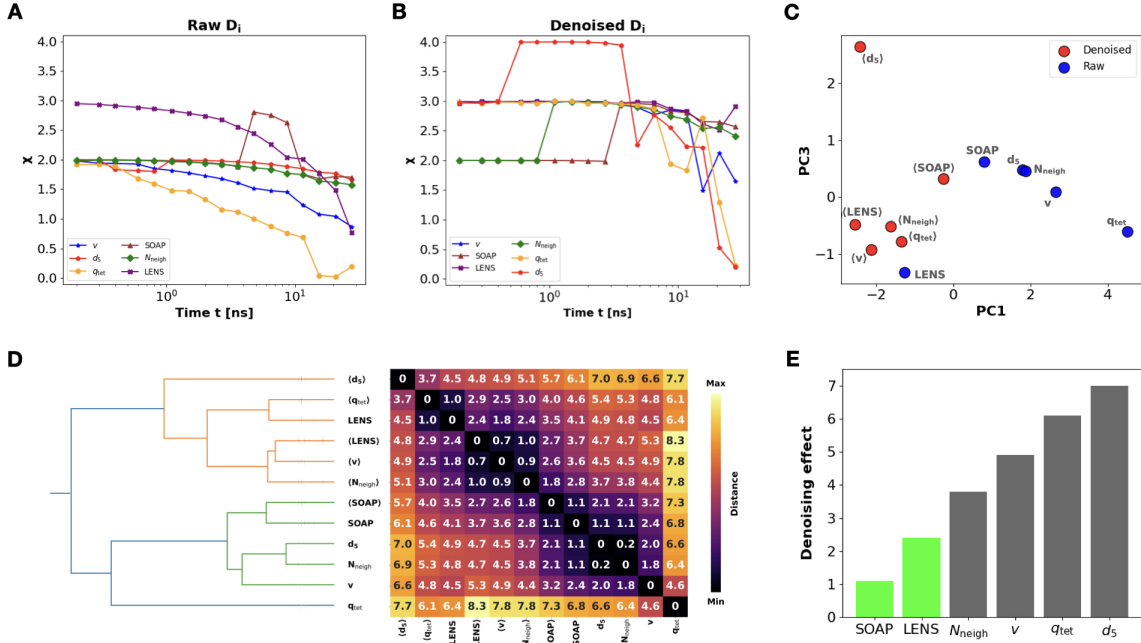 A
Raw Dᵢ
χ
4.0
3.5
3.0
2.5
2.0
1.5
1.0
0.5
0.0
v
d₅
q_tet
SOAP
N_neigh
LENS
10⁰
10¹
Time t [ns]
B
Denoised Dᵢ
χ
4.0
3.5
3.0
2.5
2.0
1.5
1.0
0.5
0.0
v
SOAP
LENS
N_neigh
q_tet
d₅
10⁰
10¹
Time t [ns]
C
Denoised
Raw
PC3
3
2
1
0
−1
⟨d₅⟩
SOAP
d₅
N_neigh
⟨SOAP⟩
v
⟨LENS⟩
⟨N_neigh⟩
⟨q_tet⟩
q_tet
⟨v⟩
LENS
−2
0
2
4
PC1
D
⟨d₅⟩ 0 3.7 4.5 4.8 4.9 5.1 5.7 6.1 7.0 6.9 6.6 7.7
⟨q_tet⟩ 3.7 0 1.0 2.9 2.5 3.0 4.0 4.6 5.4 5.3 4.8 6.1
LENS 4.5 1.0 0 2.4 1.8 2.4 3.5 4.1 4.9 4.8 4.5 6.4
⟨LENS⟩ 4.8 2.9 2.4 0 0.7 1.0 2.7 3.7 4.7 4.7 5.3 8.3
⟨v⟩ 4.9 2.5 1.8 0.7 0 0.9 2.6 3.6 4.5 4.5 4.9 7.8
⟨N_neigh⟩ 5.1 3.0 2.4 1.0 0.9 0 1.8 2.8 3.7 3.8 4.4 7.8
⟨SOAP⟩ 5.7 4.0 3.5 2.7 2.6 1.8 0 1.1 2.1 2.1 3.2 7.3
SOAP 6.1 4.6 4.1 3.7 3.6 2.8 1.1 0 1.1 1.1 2.4 6.8
d₅ 7.0 5.4 4.9 4.7 4.5 3.7 2.1 1.1 0 0.2 2.0 6.6
N_neigh 6.9 5.3 4.8 4.7 4.5 3.8 2.1 1.1 0.2 0 1.8 6.4
v 6.6 4.8 4.5 5.3 4.9 4.4 3.2 2.4 2.0 1.8 0 4.6
q_tet 7.7 6.1 6.4 8.3 7.8 7.8 7.3 6.8 6.6 6.4 4.6 0
⟨d₅⟩
⟨q_tet⟩
LENS
LENS⟩
⟨v⟩
N_neigh⟩
SOAP⟩
SOAP
d₅
N_neigh
v
q_tet
Max
Distance
Min
E
Denoising effect
7
6
5
4
3
2
1
0
SOAP
LENS
N_neigh
v
q_tet
d₅